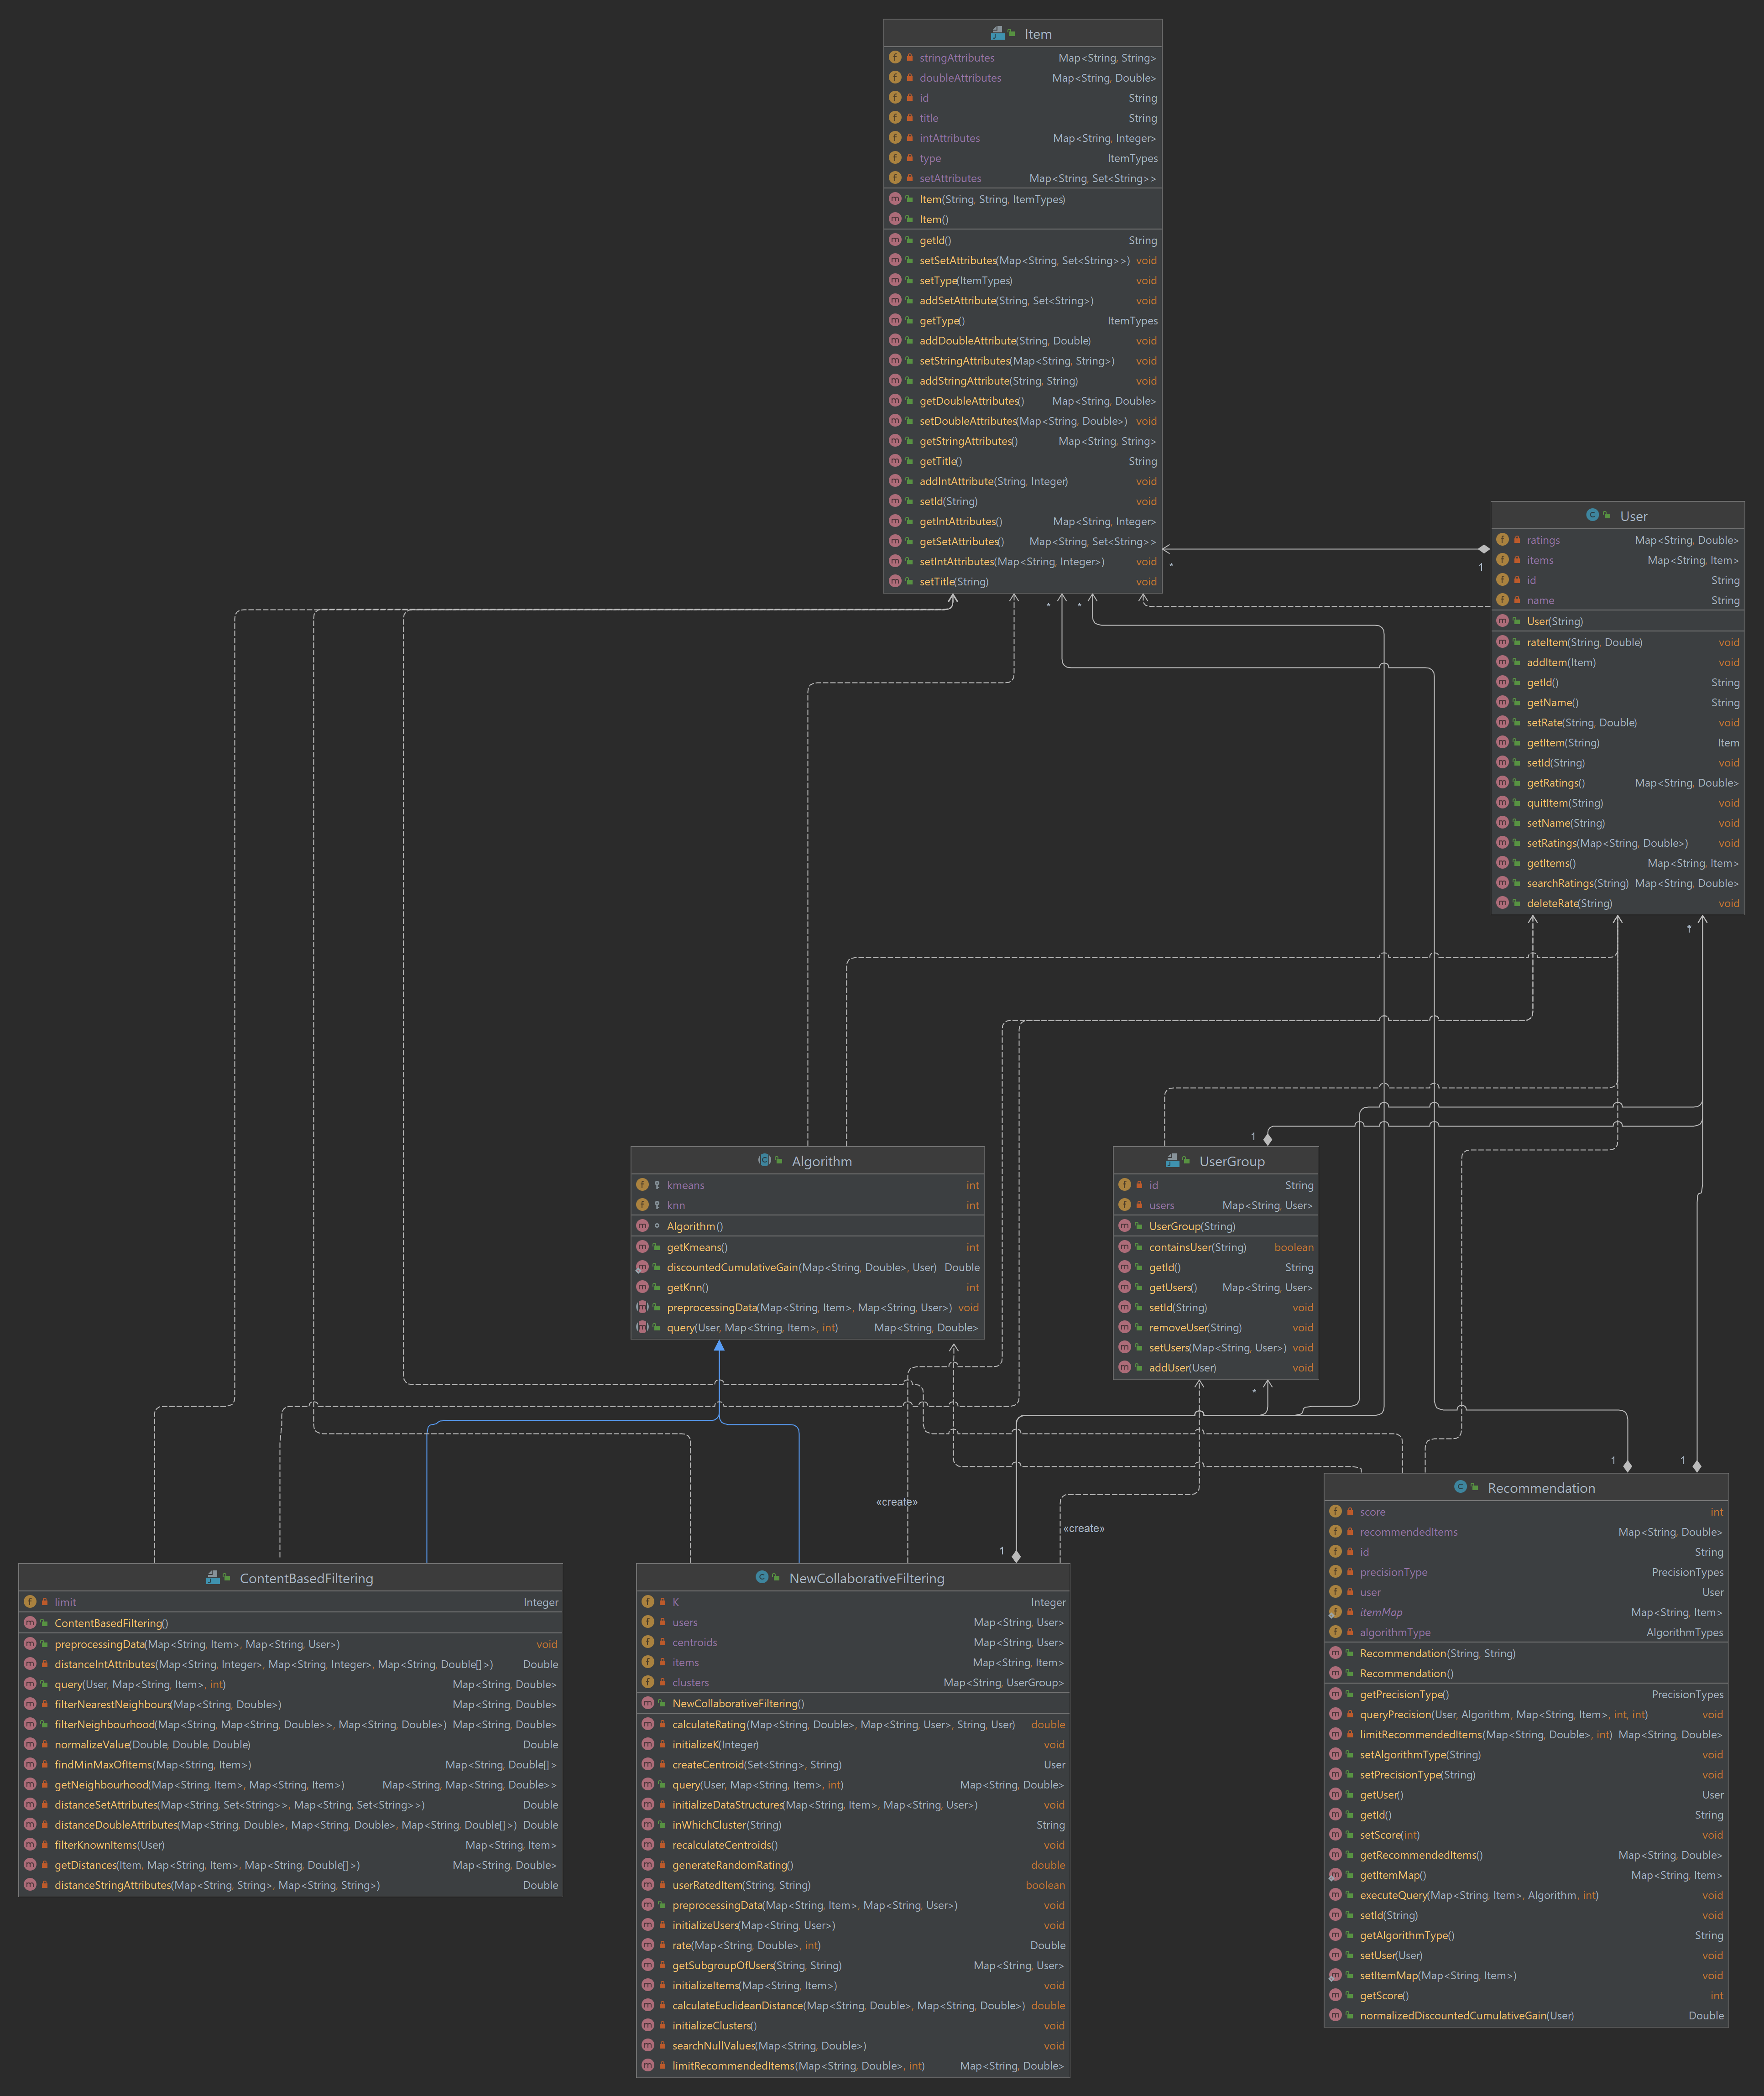 Item
stringAttributes Map<String, String>
doubleAttributes Map<String, Double>
id String
title String
intAttributes Map<String, Integer>
type ItemTypes
setAttributes Map<String, Set<String>>
Item(String, String, ItemTypes)
Item()
getId() String
setSetAttributes(Map<String, Set<String>>) void
setType(ItemTypes) void
addSetAttribute(String, Set<String>) void
getType() ItemTypes
addDoubleAttribute(String, Double) void
setStringAttributes(Map<String, String>) void
addStringAttribute(String, String) void
getDoubleAttributes() Map<String, Double>
setDoubleAttributes(Map<String, Double>) void
getStringAttributes() Map<String, String>
getTitle() String
addIntAttribute(String, Integer) void
setId(String) void
getIntAttributes() Map<String, Integer>
getSetAttributes() Map<String, Set<String>>
setIntAttributes(Map<String, Integer>) void
setTitle(String) void
User
ratings Map<String, Double>
items Map<String, Item>
id String
name String
User(String)
rateItem(String, Double) void
addItem(Item) void
getId() String
getName() String
setRate(String, Double) void
getItem(String) Item
setId(String) void
getRatings() Map<String, Double>
quitItem(String) void
setName(String) void
setRatings(Map<String, Double>) void
getItems() Map<String, Item>
searchRatings(String) Map<String, Double>
deleteRate(String) void
* 1
* *
*
Algorithm
kmeans int
knn int
Algorithm()
getKmeans() int
discountedCumulativeGain(Map<String, Double>, User) Double
getKnn() int
preprocessingData(Map<String, Item>, Map<String, User>) void
query(User, Map<String, Item>, int) Map<String, Double>
1
UserGroup
id String
users Map<String, User>
UserGroup(String)
containsUser(String) boolean
getId() String
getUsers() Map<String, User>
setId(String) void
removeUser(String) void
setUsers(Map<String, User>) void
addUser(User) void
*
1 1
«create»
«create»
1
Recommendation
score int
recommendedItems Map<String, Double>
id String
precisionType PrecisionTypes
user User
itemMap Map<String, Item>
algorithmType AlgorithmTypes
Recommendation(String, String)
Recommendation()
getPrecisionType() PrecisionTypes
queryPrecision(User, Algorithm, Map<String, Item>, int, int) void
limitRecommendedItems(Map<String, Double>, int) Map<String, Double>
setAlgorithmType(String) void
setPrecisionType(String) void
getUser() User
getId() String
setScore(int) void
getRecommendedItems() Map<String, Double>
getItemMap() Map<String, Item>
executeQuery(Map<String, Item>, Algorithm, int) void
setId(String) void
getAlgorithmType() String
setUser(User) void
setItemMap(Map<String, Item>) void
getScore() int
normalizedDiscountedCumulativeGain(User) Double
ContentBasedFiltering
limit Integer
ContentBasedFiltering()
preprocessingData(Map<String, Item>, Map<String, User>) void
distanceIntAttributes(Map<String, Integer>, Map<String, Integer>, Map<String, Double[]>) Double
query(User, Map<String, Item>, int) Map<String, Double>
filterNearestNeighbours(Map<String, Double>) Map<String, Double>
filterNeighbourhood(Map<String, Map<String, Double>>, Map<String, Double>) Map<String, Double>
normalizeValue(Double, Double, Double) Double
findMinMaxOfItems(Map<String, Item>) Map<String, Double[]>
getNeighbourhood(Map<String, Item>, Map<String, Item>) Map<String, Map<String, Double>>
distanceSetAttributes(Map<String, Set<String>>, Map<String, Set<String>>) Double
distanceDoubleAttributes(Map<String, Double>, Map<String, Double>, Map<String, Double[]>) Double
filterKnownItems(User) Map<String, Item>
getDistances(Item, Map<String, Item>, Map<String, Double[]>) Map<String, Double>
distanceStringAttributes(Map<String, String>, Map<String, String>) Double
NewCollaborativeFiltering
K Integer
users Map<String, User>
centroids Map<String, User>
items Map<String, Item>
clusters Map<String, UserGroup>
NewCollaborativeFiltering()
calculateRating(Map<String, Double>, Map<String, User>, String, User) double
initializeK(Integer) void
createCentroid(Set<String>, String) User
query(User, Map<String, Item>, int) Map<String, Double>
initializeDataStructures(Map<String, Item>, Map<String, User>) void
inWhichCluster(String) String
recalculateCentroids() void
generateRandomRating() double
userRatedItem(String, String) boolean
preprocessingData(Map<String, Item>, Map<String, User>) void
initializeUsers(Map<String, User>) void
rate(Map<String, Double>, int) Double
getSubgroupOfUsers(String, String) Map<String, User>
initializeItems(Map<String, Item>) void
calculateEuclideanDistance(Map<String, Double>, Map<String, Double>) double
initializeClusters() void
searchNullValues(Map<String, Double>) void
limitRecommendedItems(Map<String, Double>, int) Map<String, Double>